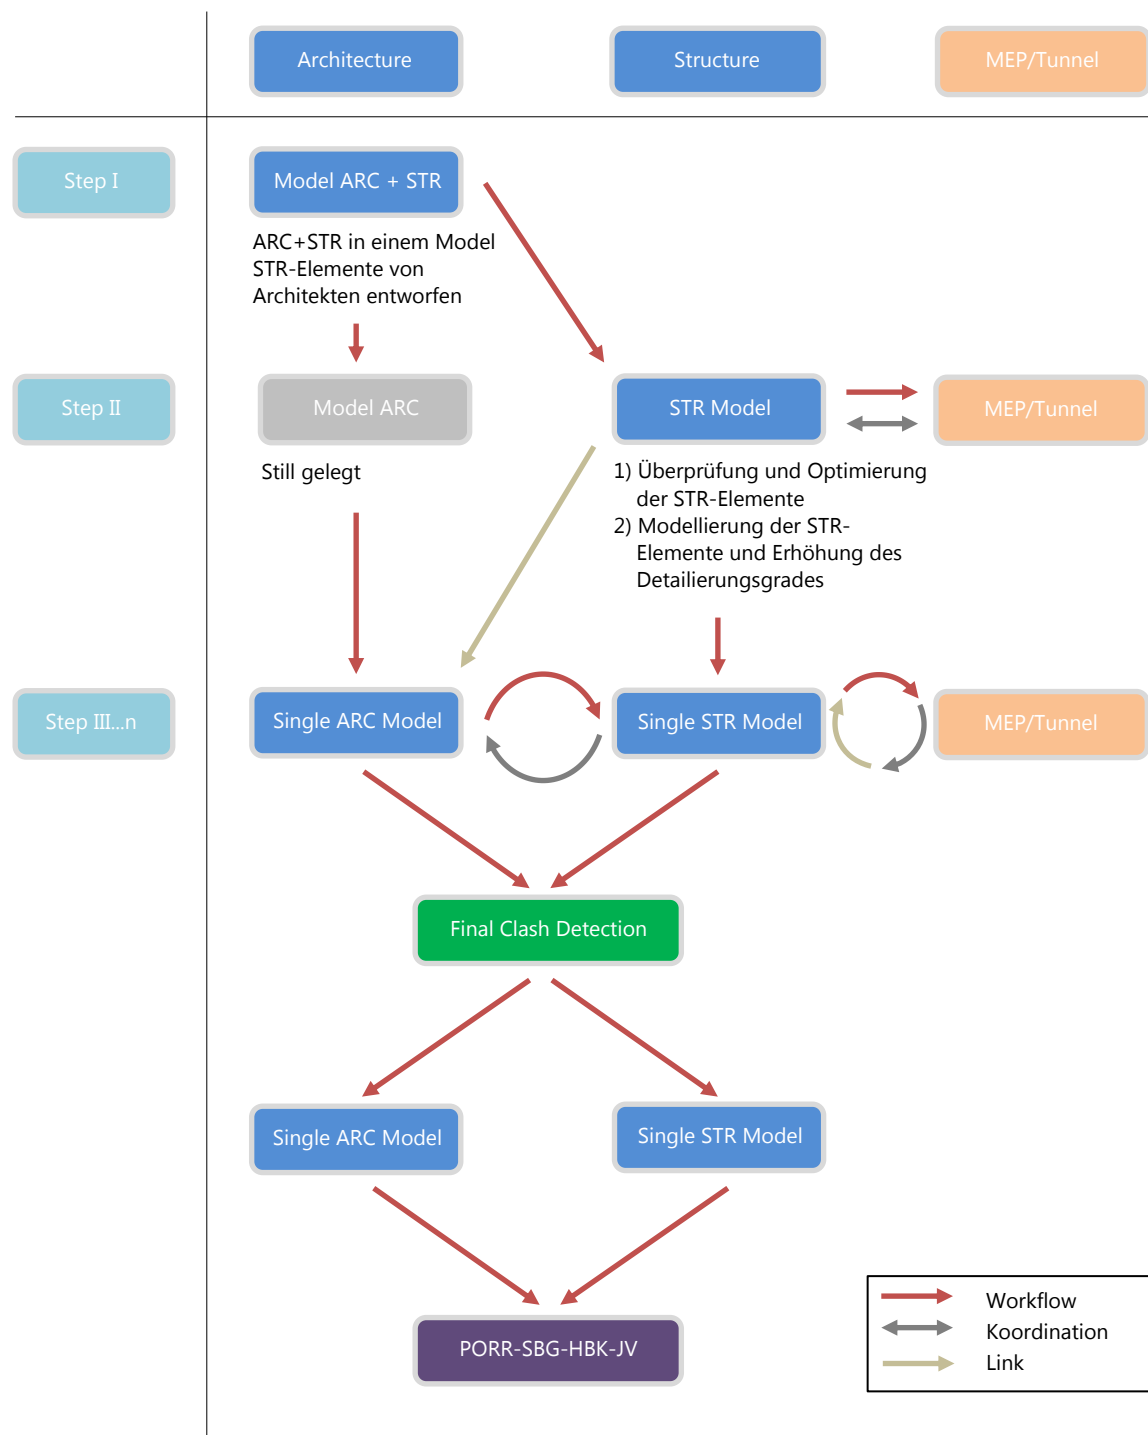 Architecture
Structure
MEP/Tunnel
Step I
Model ARC + STR
ARC+STR in einem Model
STR-Elemente von
Architekten entworfen
Step II
Model ARC
STR Model
MEP/Tunnel
Still gelegt
1) Überprüfung und Optimierung
der STR-Elemente
2) Modellierung der STR-
Elemente und Erhöhung des
Detailierungsgrades
Step III...n
Single ARC Model
Single STR Model
MEP/Tunnel
Final Clash Detection
Single ARC Model
Single STR Model
PORR-SBG-HBK-JV
Workflow
Koordination
Link